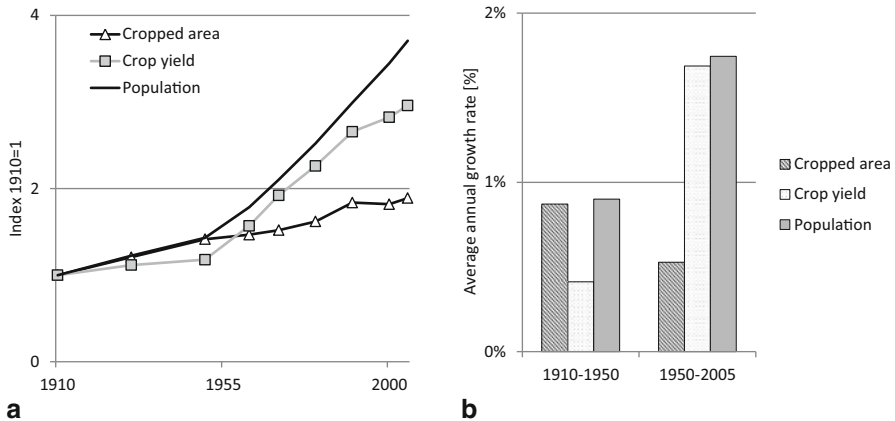 4
Cropped area
Crop yield
Population
Index 1910=1
2
0
1910
1955
2000
a
2%
Average annual growth rate [%]
1%
0%
1910-1950
1950-2005
Cropped area
Crop yield
Population
b